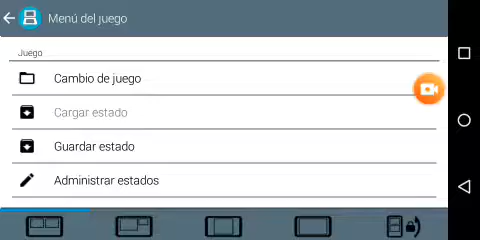 Menú del juego
Juego
Cambio de juego
Cargar estado
Guardar estado
Administrar estados